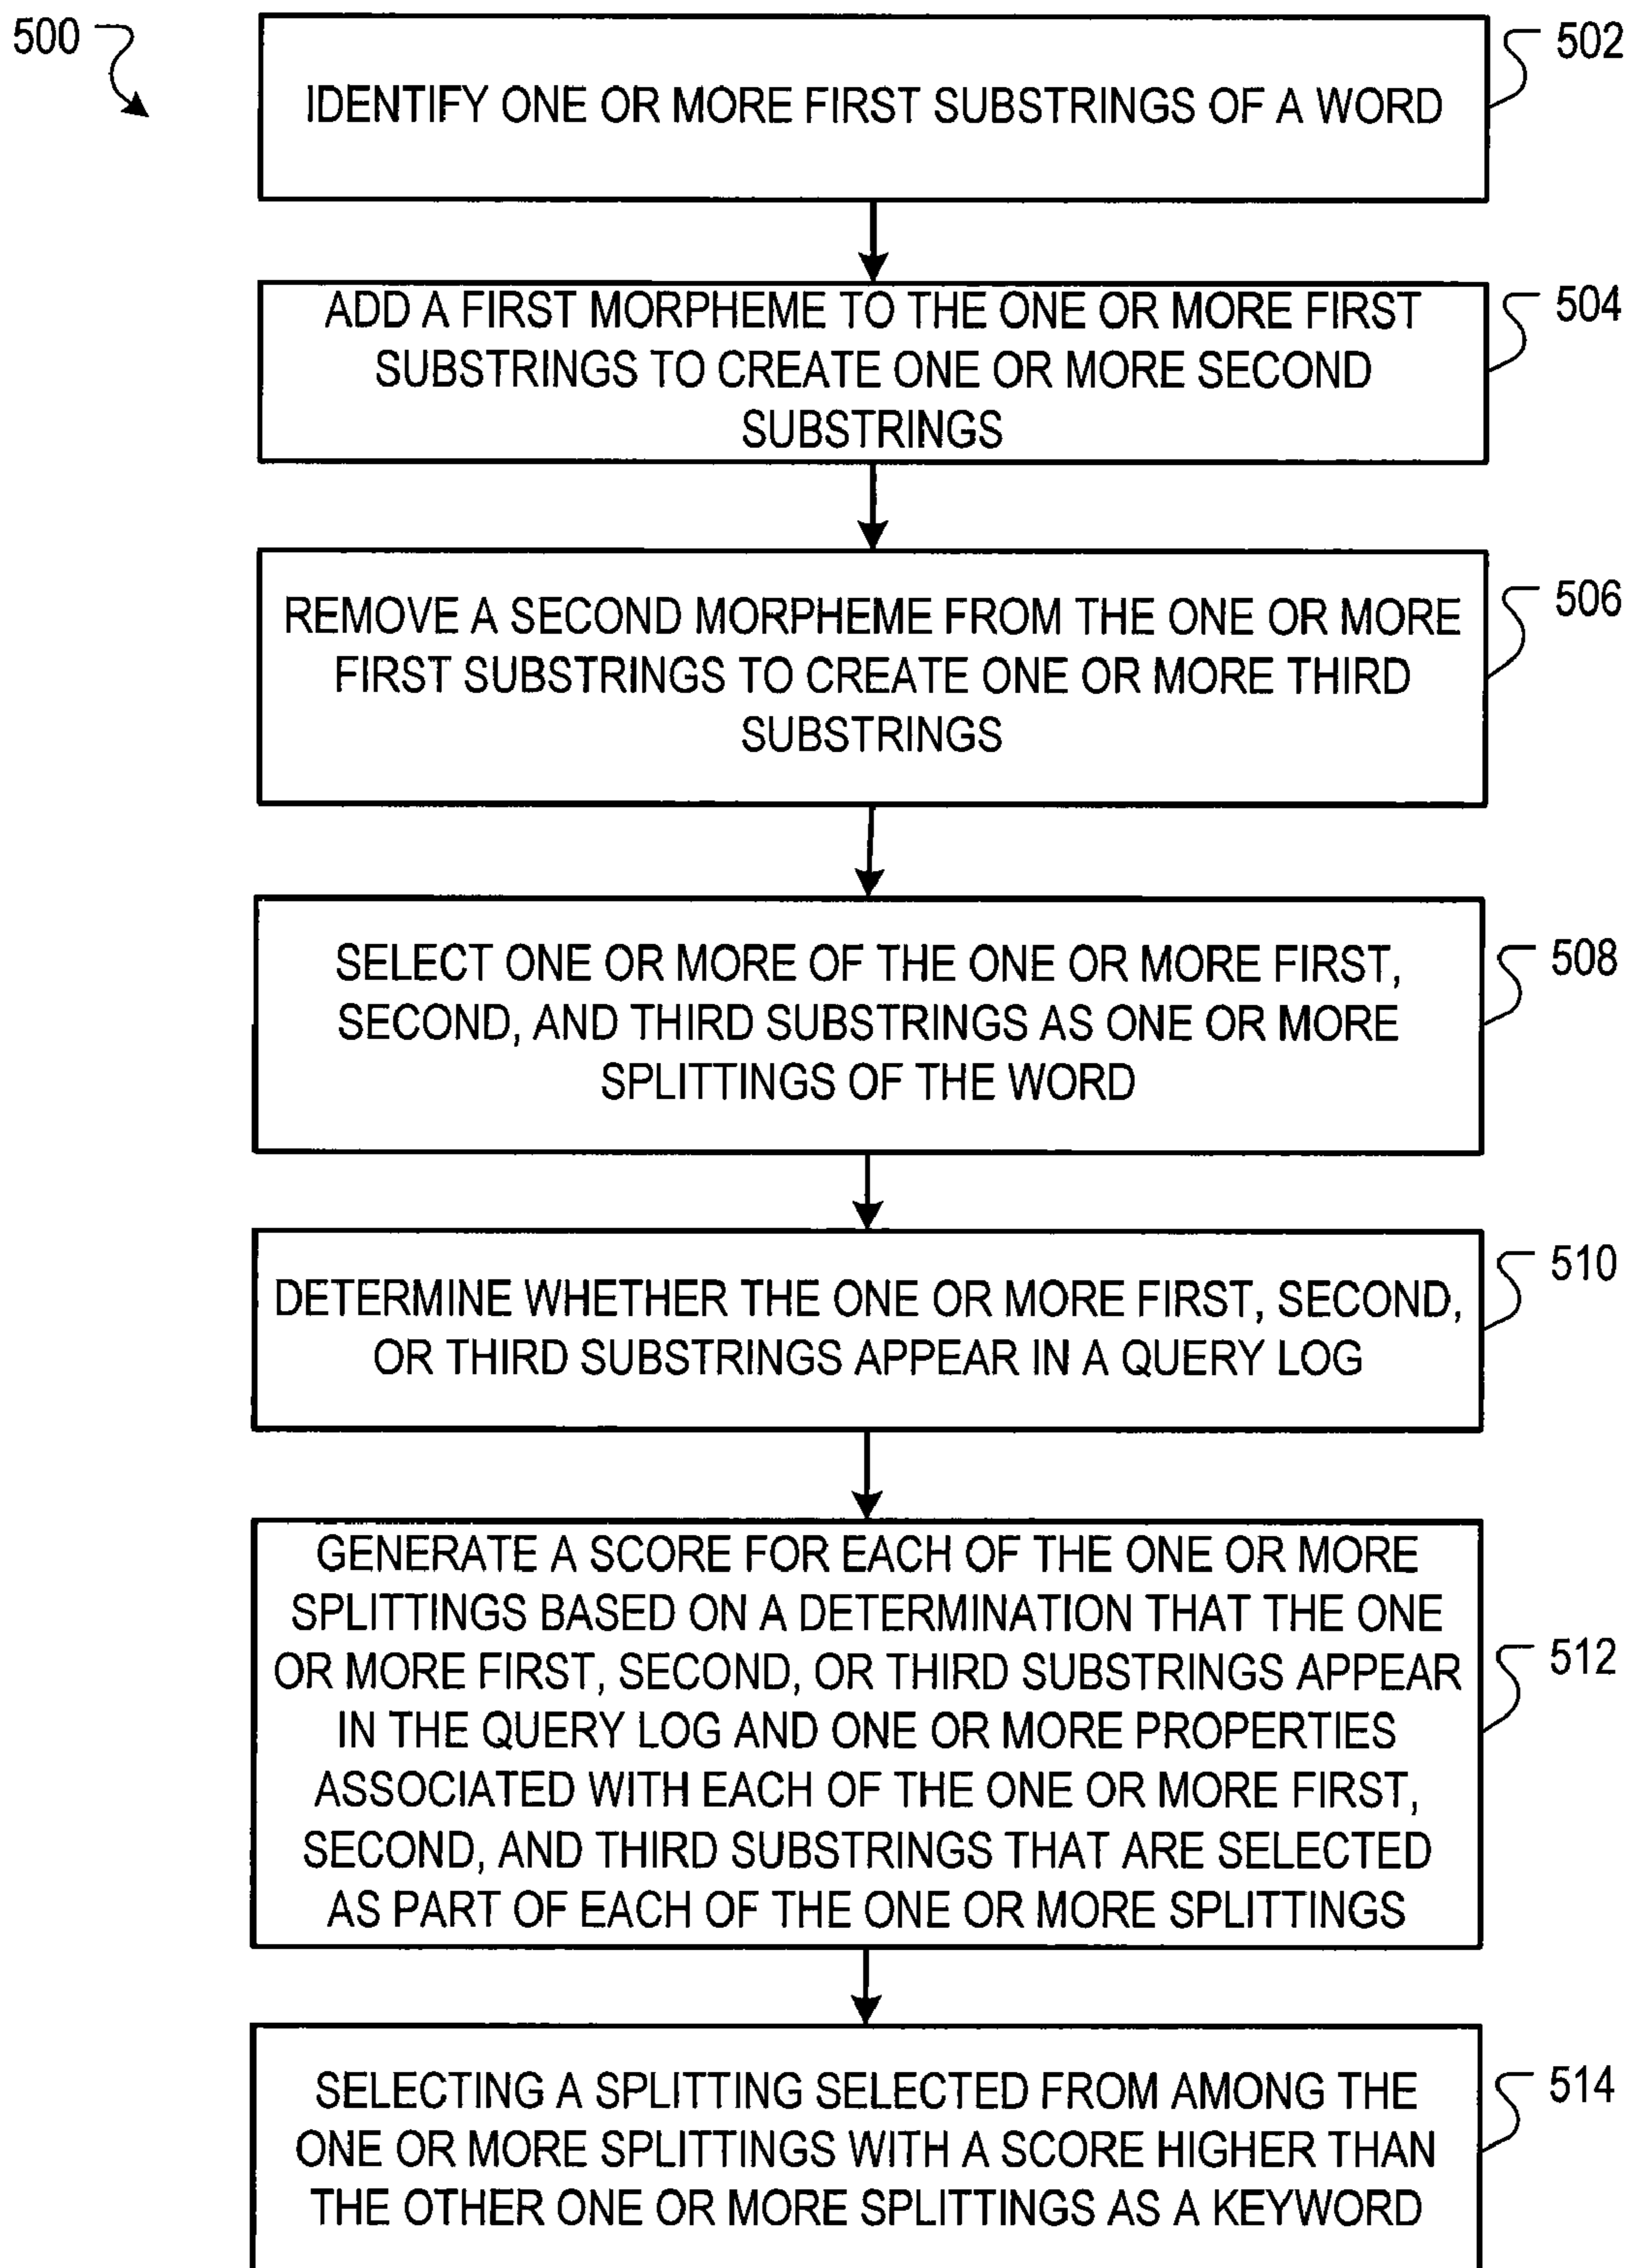 500
502
IDENTIFY ONE OR MORE FIRST SUBSTRINGS OF A WORD
504
ADD A FIRST MORPHEME TO THE ONE OR MORE FIRST
SUBSTRINGS TO CREATE ONE OR MORE SECOND
SUBSTRINGS
506
REMOVE A SECOND MORPHEME FROM THE ONE OR MORE
FIRST SUBSTRINGS TO CREATE ONE OR MORE THIRD
SUBSTRINGS
508
SELECT ONE OR MORE OF THE ONE OR MORE FIRST,
SECOND, AND THIRD SUBSTRINGS AS ONE OR MORE
SPLITTINGS OF THE WORD
510
DETERMINE WHETHER THE ONE OR MORE FIRST, SECOND,
OR THIRD SUBSTRINGS APPEAR IN A QUERY LOG
GENERATE A SCORE FOR EACH OF THE ONE OR MORE
SPLITTINGS BASED ON A DETERMINATION THAT THE ONE
512
OR MORE FIRST, SECOND, OR THIRD SUBSTRINGS APPEAR
IN THE QUERY LOG AND ONE OR MORE PROPERTIES
ASSOCIATED WITH EACH OF THE ONE OR MORE FIRST,
SECOND, AND THIRD SUBSTRINGS THAT ARE SELECTED
AS PART OF EACH OF THE ONE OR MORE SPLITTINGS
514
SELECTING A SPLITTING SELECTED FROM AMONG THE
ONE OR MORE SPLITTINGS WITH A SCORE HIGHER THAN
THE OTHER ONE OR MORE SPLITTINGS AS A KEYWORD